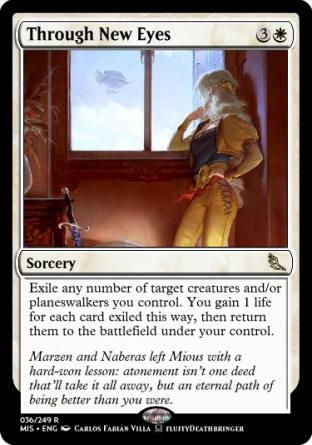 Through New Eyes 3
Sorcery
Exile any number of target creatures and/or
planeswalkers you control. You gain 1 life
for each card exiled this way, then return
them to the battlefield under your control.
Marzen and Naberas left Mious with a
hard-won lesson: atonement isn't one deed
that'll take it all away, but an eternal path of
being better than you were.
036/249 R
MIS • ENG Carlos Fabián Villa FluffyDeathbringer